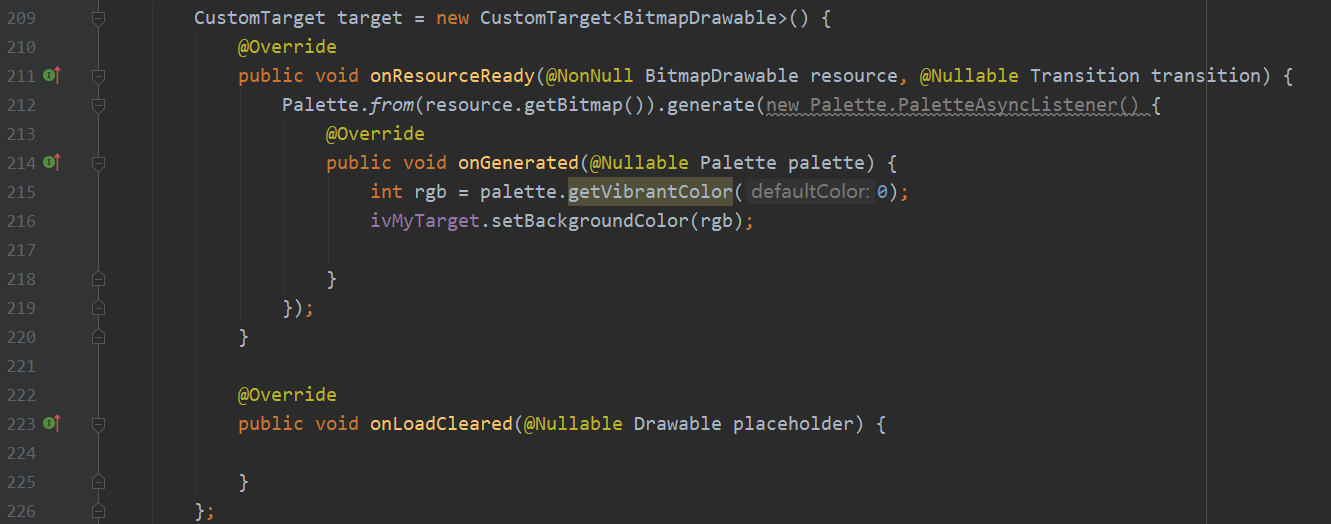 209 CustomTarget target = new CustomTarget<BitmapDrawable>() {
210 @Override
211 public void onResourceReady(@NonNull BitmapDrawable resource, @Nullable Transition transition) {
212 Palette.from(resource.getBitmap()).generate(new Palette.PaletteAsyncListener() {
213 @Override
214 public void onGenerated(@Nullable Palette palette) {
215 int rgb = palette.getVibrantColor( defaultColor: 0);
216 ivMyTarget.setBackgroundColor(rgb);
217
218 }
219 });
220 }
221
222 @Override
223 public void onLoadCleared(@Nullable Drawable placeholder) {
224
225 }
226 };